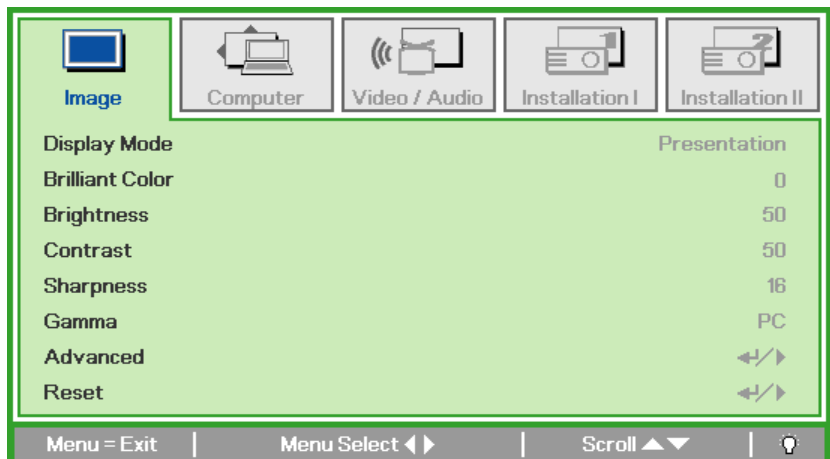 Image Computer Video / Audio Installation I Installation II
Display Mode Presentation
Brilliant Color 0
Brightness 50
Contrast 50
Sharpness 16
Gamma PC
Advanced
Reset
Menu = Exit Menu Select Scroll